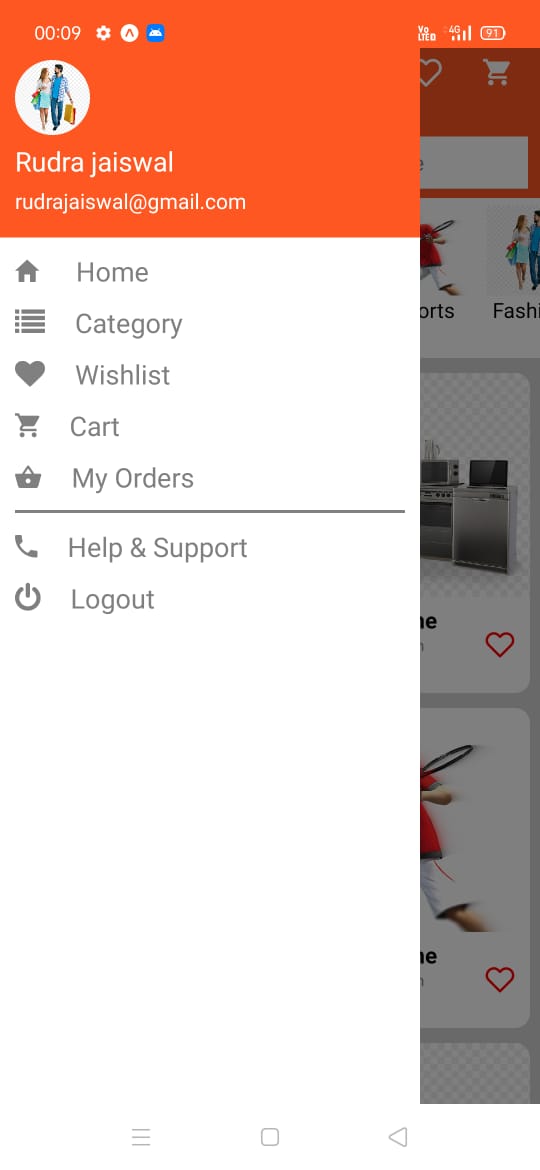 00:09
Vo LTED 4G 91
Rudra jaiswal
rudrajaiswal@gmail.com
Home
Category
Wishlist
Cart
My Orders
Help & Support
Logout
e
orts
Fashi
ne
n
ne
n